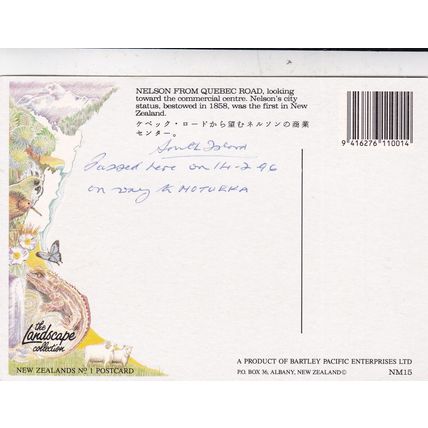 NELSON FROM QUEBEC ROAD, looking
toward the commercial centre. Nelson's city
status, bestowed in 1858, was the first in New
Zealand.
ケベック・ロードから望むネルソンの商業
センター。
9 416276 110014
South Island
Passed here on 14-2-96
on way to MOTUEKA
the
Landscape
collection
NEW ZEALANDS Nº 1 POSTCARD
A PRODUCT OF BARTLEY PACIFIC ENTERPRISES LTD
P.O. BOX 36, ALBANY, NEW ZEALAND©
NM15